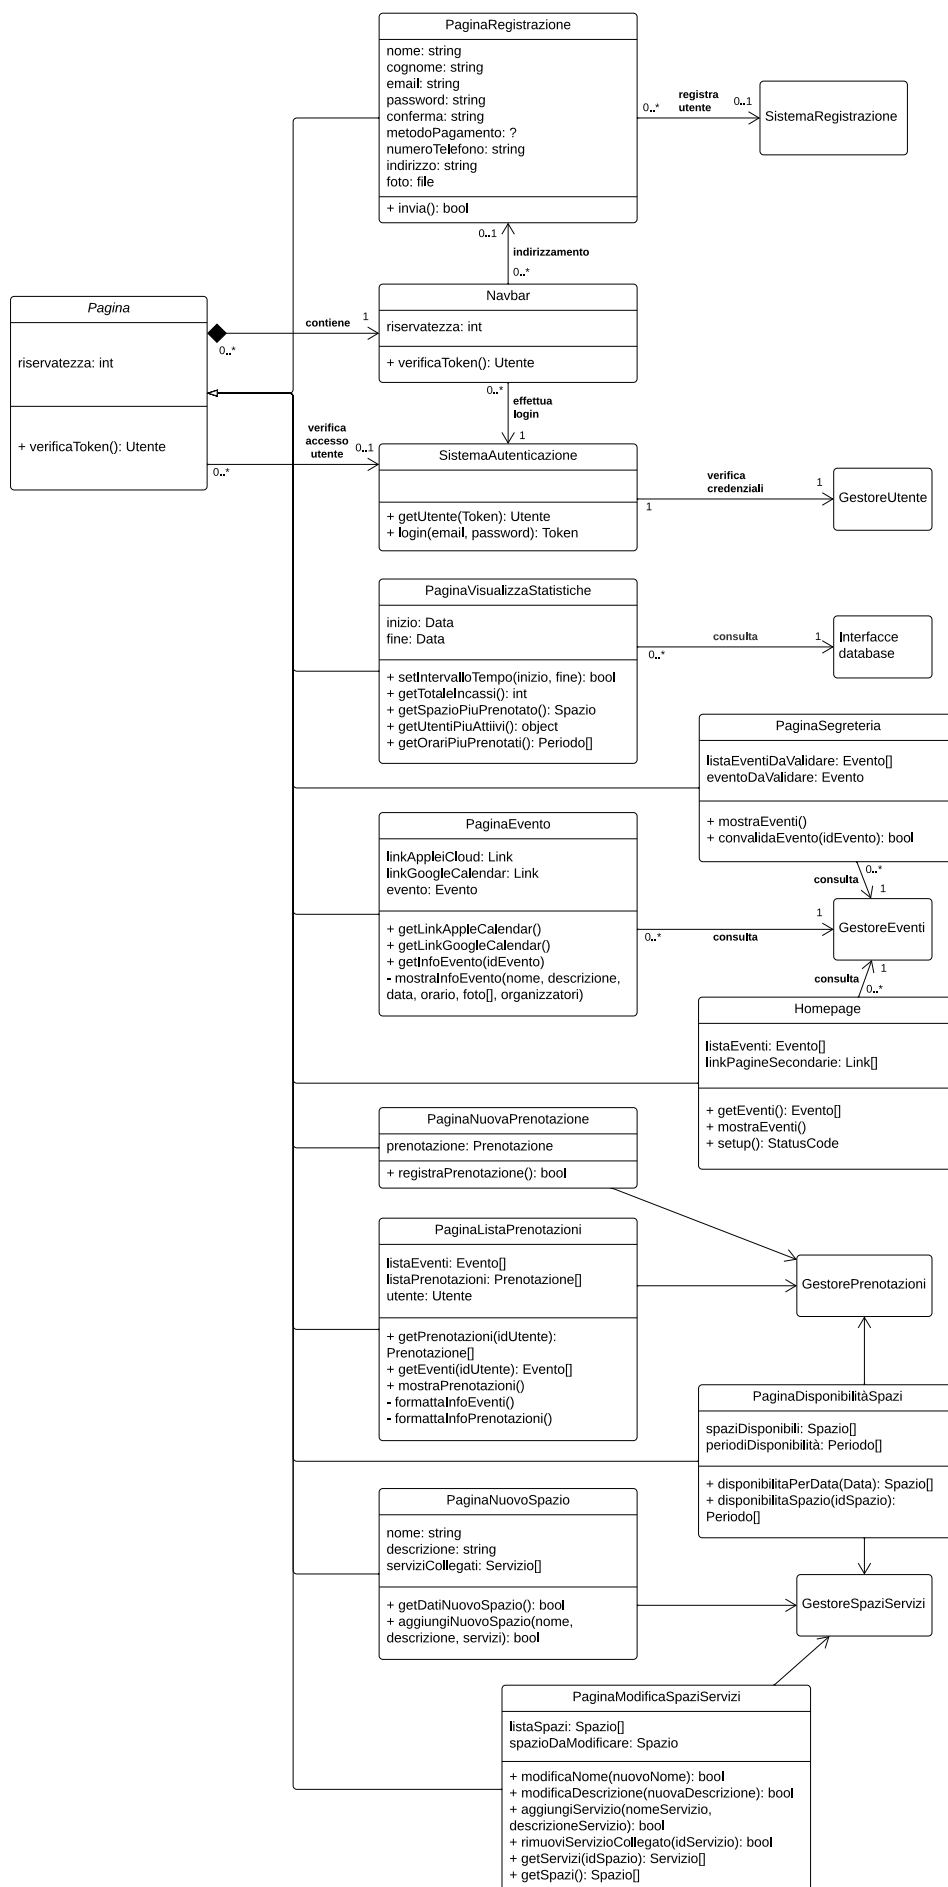 PaginaRegistrazione
nome: string
cognome: string
email: string
password: string
conferma: string
metodoPagamento: ?
numeroTelefono: string
indirizzo: string
foto: file
+ invia(): bool
0..*
registra
utente
0..1
SistemaRegistrazione
0..1
indirizzamento
0..*
Pagina
riservatezza: int
+ verificaToken(): Utente
0..*
contiene
1
Navbar
riservatezza: int
+ verificaToken(): Utente
0..*
effettua
login
1
verifica
accesso
utente
0..1
0..*
SistemaAutenticazione
+ getUtente(Token): Utente
+ login(email, password): Token
verifica
credenziali
1
1
GestoreUtente
PaginaVisualizzaStatistiche
inizio: Data
fine: Data
+ setIntervalloTempo(inizio, fine): bool
+ getTotaleIncassi(): int
+ getSpazioPiuPrenotato(): Spazio
+ getUtentiPiuAttiivi(): object
+ getOrariPiuPrenotati(): Periodo[]
consulta
0..*
1
Interfacce
database
PaginaSegreteria
listaEventiDaValidare: Evento[]
eventoDaValidare: Evento
+ mostraEventi()
+ convalidaEvento(idEvento): bool
0..*
consulta
1
PaginaEvento
linkAppleiCloud: Link
linkGoogleCalendar: Link
evento: Evento
+ getLinkAppleCalendar()
+ getLinkGoogleCalendar()
+ getInfoEvento(idEvento)
- mostraInfoEvento(nome, descrizione,
data, orario, foto[], organizzatori)
0..*
consulta
1
GestoreEventi
1
consulta
0..*
Homepage
listaEventi: Evento[]
linkPagineSecondarie: Link[]
+ getEventi(): Evento[]
+ mostraEventi()
+ setup(): StatusCode
PaginaNuovaPrenotazione
prenotazione: Prenotazione
+ registraPrenotazione(): bool
PaginaListaPrenotazioni
listaEventi: Evento[]
listaPrenotazioni: Prenotazione[]
utente: Utente
+ getPrenotazioni(idUtente):
Prenotazione[]
+ getEventi(idUtente): Evento[]
+ mostraPrenotazioni()
- formattaInfoEventi()
- formattaInfoPrenotazioni()
GestorePrenotazioni
PaginaDisponibilitàSpazi
spaziDisponibili: Spazio[]
periodiDisponibilità: Periodo[]
+ disponibilitaPerData(Data): Spazio[]
+ disponibilitaSpazio(idSpazio):
Periodo[]
PaginaNuovoSpazio
nome: string
descrizione: string
serviziCollegati: Servizio[]
+ getDatiNuovoSpazio(): bool
+ aggiungiNuovoSpazio(nome,
descrizione, servizi): bool
GestoreSpaziServizi
PaginaModificaSpaziServizi
listaSpazi: Spazio[]
spazioDaModificare: Spazio
+ modificaNome(nuovoNome): bool
+ modificaDescrizione(nuovaDescrizione): bool
+ aggiungiServizio(nomeServizio,
descrizioneServizio): bool
+ rimuoviServizioCollegato(idServizio): bool
+ getServizi(idSpazio): Servizio[]
+ getSpazi(): Spazio[]